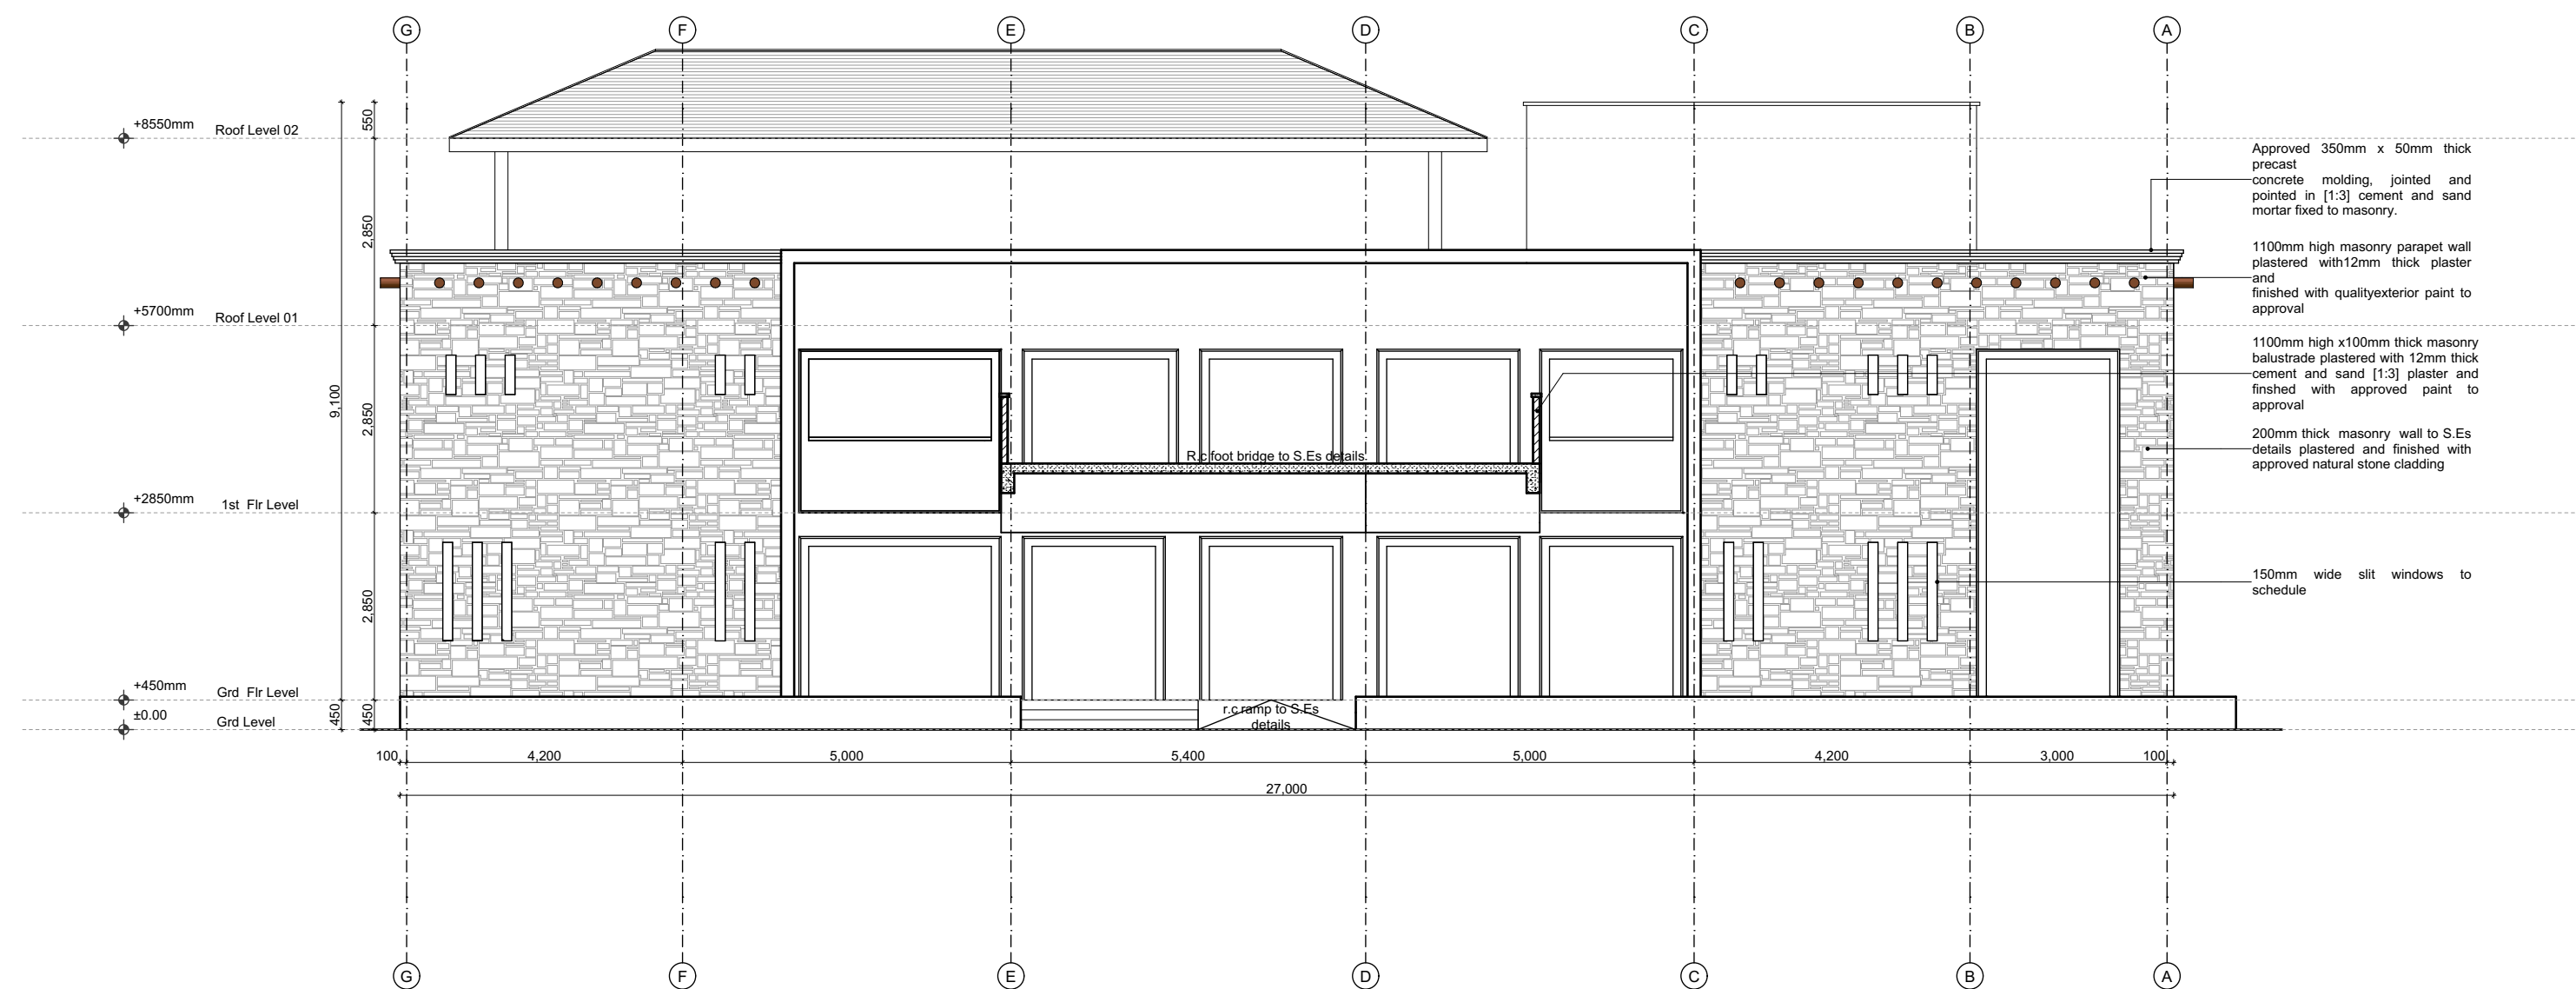 G F E D C B A
+8550mm Roof Level 02
550
Approved 350mm x 50mm thick
precast
concrete molding, jointed and
pointed in [1:3] cement and sand
mortar fixed to masonry.
2,850
1100mm high masonry parapet wall
plastered with12mm thick plaster
and
finished with qualityexterior paint to
approval
+5700mm Roof Level 01
1100mm high x100mm thick masonry
balustrade plastered with 12mm thick
cement and sand [1:3] plaster and
finshed with approved paint to
approval
9,100
2,850
200mm thick masonry wall to S.Es
details plastered and finished with
approved natural stone cladding
R.c foot bridge to S.Es details
+2850mm 1st Flr Level
2,850
150mm wide slit windows to
schedule
+450mm Grd Flr Level
±0.00 Grd Level
450 450
r.c ramp to S.Es
details
100 4,200 5,000 5,400 5,000 4,200 3,000 100
27,000
G F E D C B A